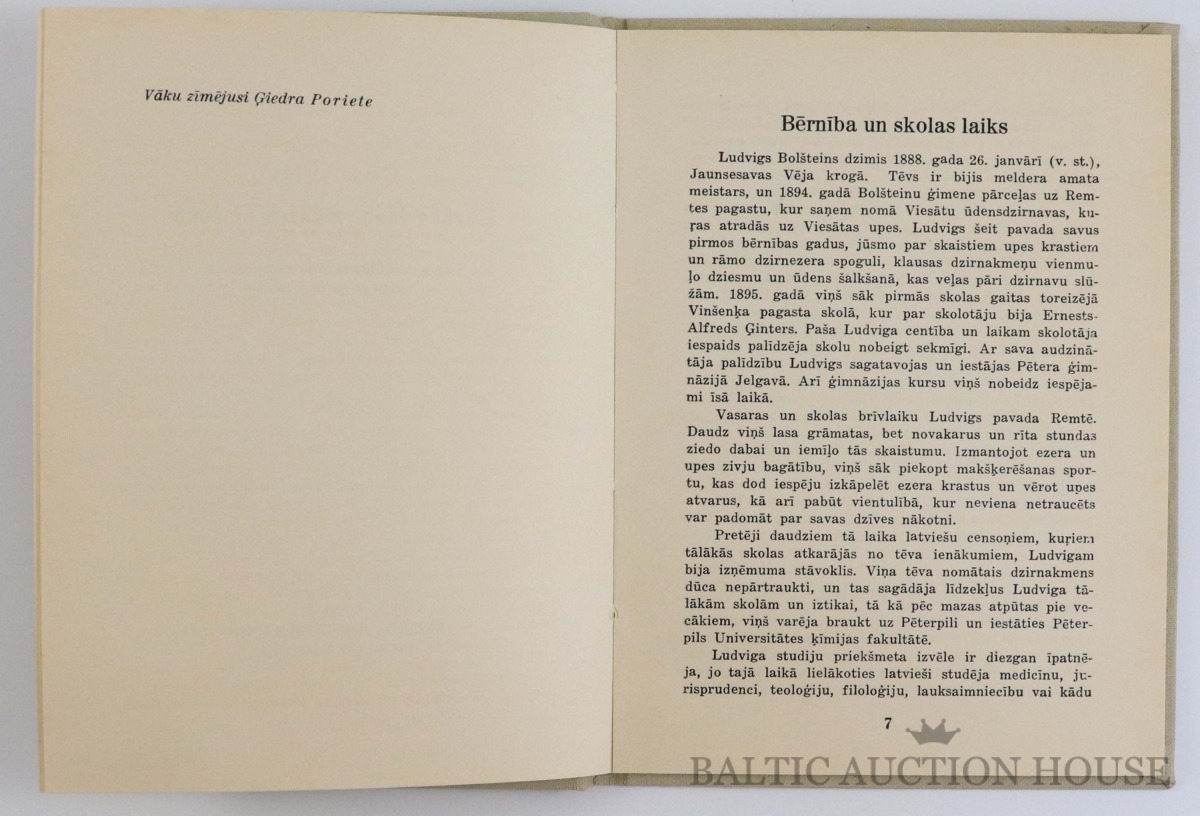 Vāku zīmējusi Ģiedra Poriete
Bērnība un skolas laiks
Ludvigs Bolšteins dzimis 1888. gada 26. janvārī (v. st.),
Jaunsesavas Vēja krogā. Tēvs ir bijis meldera amata
meistars, un 1894. gadā Bolšteinu ģimene pārceļas uz Rem-
tes pagastu, kur saņem nomā Viesātu ūdensdzirnavas, ku-
ŗas atradās uz Viesātas upes. Ludvigs šeit pavada savus
pirmos bērnības gadus, jūsmo par skaistiem upes krastiem
un rāmo dzirnezera spoguli, klausas dzirnakmeņu vienmu-
ļo dziesmu un ūdens šalkšanā, kas veļas pāri dzirnavu slū-
žām. 1895. gadā viņš sāk pirmās skolas gaitas toreizējā
Vinšeņķa pagasta skolā, kur par skolotāju bija Ernests-
Alfreds Ģinters. Paša Ludviga centība un laikam skolotāja
iespaids palīdzēja skolu nobeigt sekmīgi. Ar sava audzinā-
tāja palīdzību Ludvigs sagatavojas un iestājas Pētera ģim-
nāzijā Jelgavā. Arī ģimnāzijas kursu viņš nobeidz iespēja-
mi īsā laikā.
Vasaras un skolas brīvlaiku Ludvigs pavada Remtē.
Daudz viņš lasa grāmatas, bet novakarus un rīta stundas
ziedo dabai un iemīļo tās skaistumu. Izmantojot ezera un
upes zivju bagātību, viņš sāk piekopt makšķerēšanas spor-
tu, kas dod iespēju izkāpelēt ezera krastus un vērot upes
atvarus, kā arī pabūt vientulībā, kur neviena netraucēts
var padomāt par savas dzīves nākotni.
Pretēji daudziem tā laika latviešu censoņiem, kuŗiem
tālākās skolas atkarājās no tēva ienākumiem, Ludvigam
bija izņēmuma stāvoklis. Viņa tēva nomātais dzirnakmens
dūca nepārtraukti, un tas sagādāja līdzekļus Ludviga tā-
lākām skolām un iztikai, tā kā pēc mazas atpūtas pie ve-
cākiem, viņš varēja braukt uz Pēterpili un iestāties Pēter-
pils Universitātes ķīmijas fakultātē.
Ludviga studiju priekšmeta izvēle ir diezgan īpatnē-
ja, jo tajā laikā lielākoties latvieši studēja medicīnu, ju-
risprudenci, teoloģiju, filoloģiju, lauksaimniecību vai kādu
7
BALTIC AUCTION HOUSE